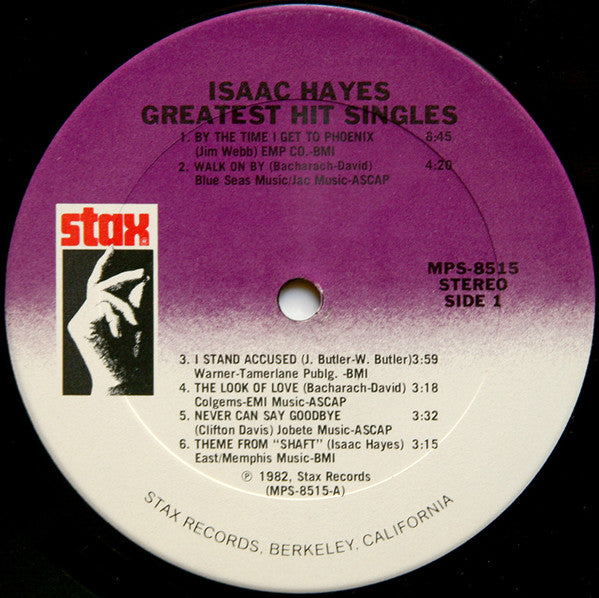 ISAAC HAYES
GREATEST HIT SINGLES
1. BY THE TIME I GET TO PHOENIX 8:45
(Jim Webb) EMP CO.-BMI
2. WALK ON BY (Bacharach-David) 4:20
Blue Seas Music/Jac Music-ASCAP
stax
MPS-8515
STEREO
SIDE 1
3. I STAND ACCUSED (J. Butler-W. Butler) 3:59
Warner-Tamerlane Publg. -BMI
4. THE LOOK OF LOVE (Bacharach-David) 3:18
Colgems-EMI Music-ASCAP
5. NEVER CAN SAY GOODBYE 3:32
(Clifton Davis) Jobete Music-ASCAP
6. THEME FROM "SHAFT" (Isaac Hayes) 3:15
East/Memphis Music-BMI
℗ 1982, Stax Records
(MPS-8515-A)
STAX RECORDS, BERKELEY, CALIFORNIA